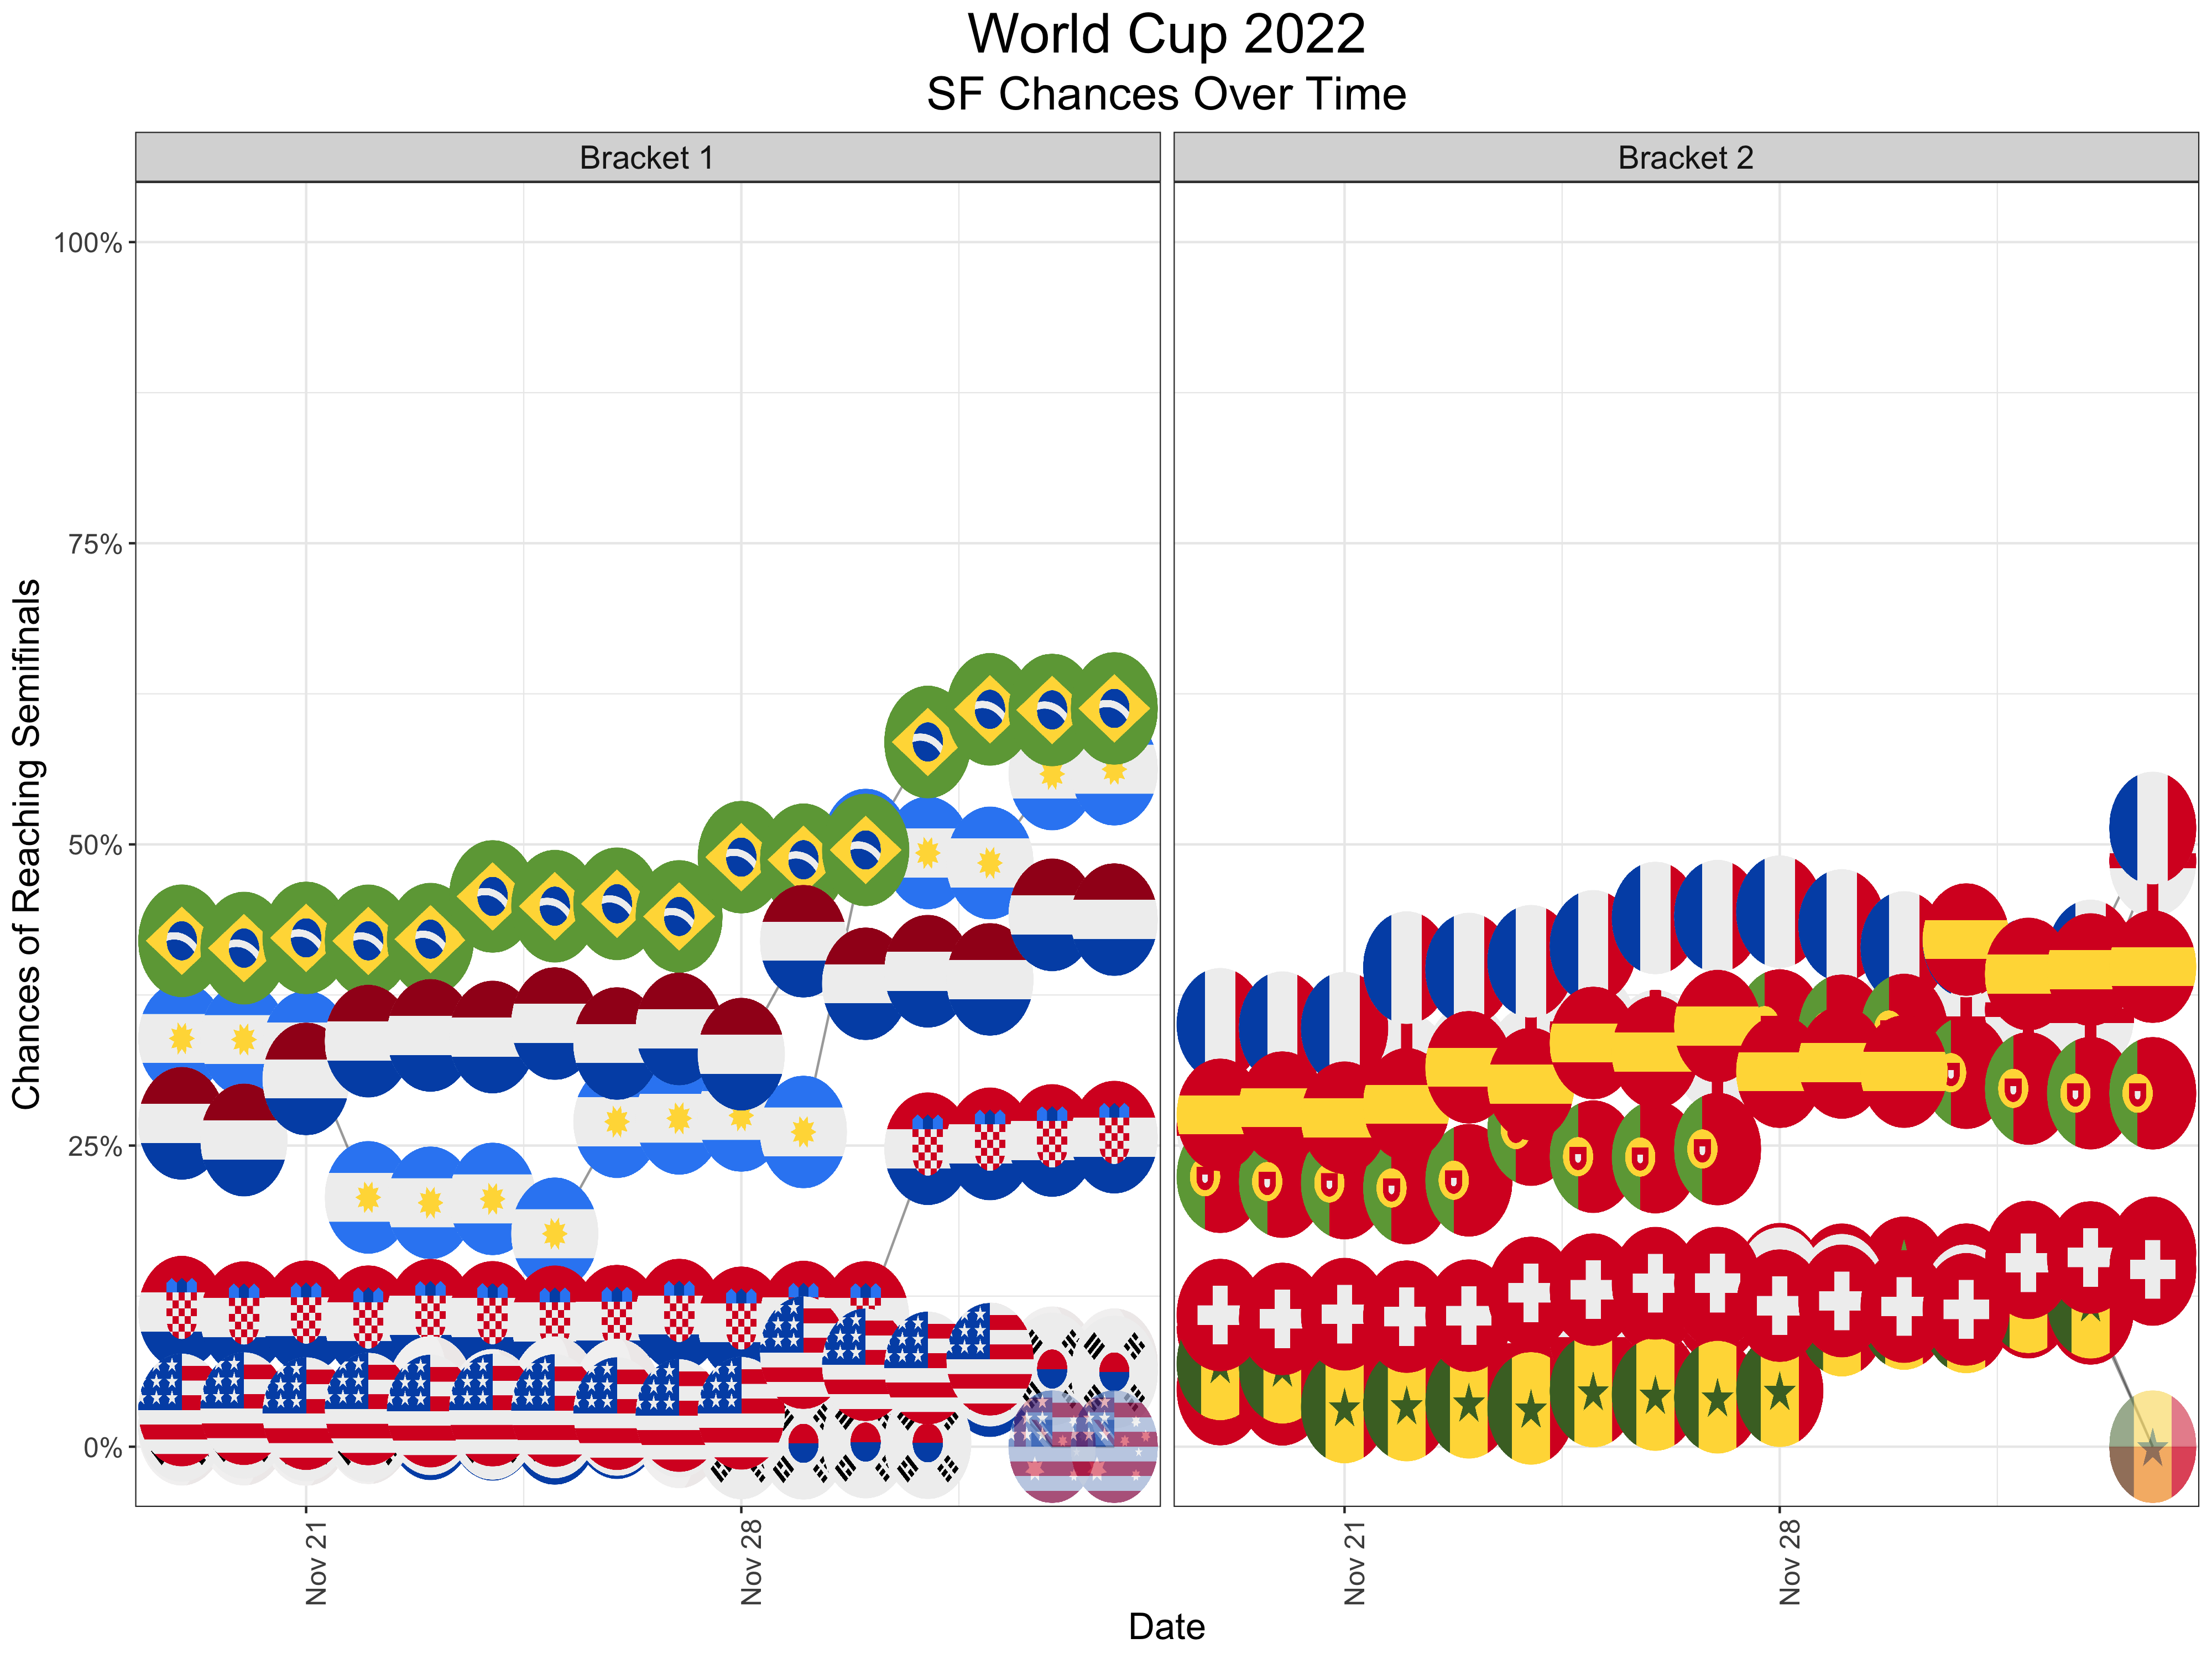 World Cup 2022
SF Chances Over Time
Bracket 1
Bracket 2
Chances of Reaching Semifinals
100%
75%
50%
25%
0%
Nov 21
Nov 28
Nov 21
Nov 28
Date